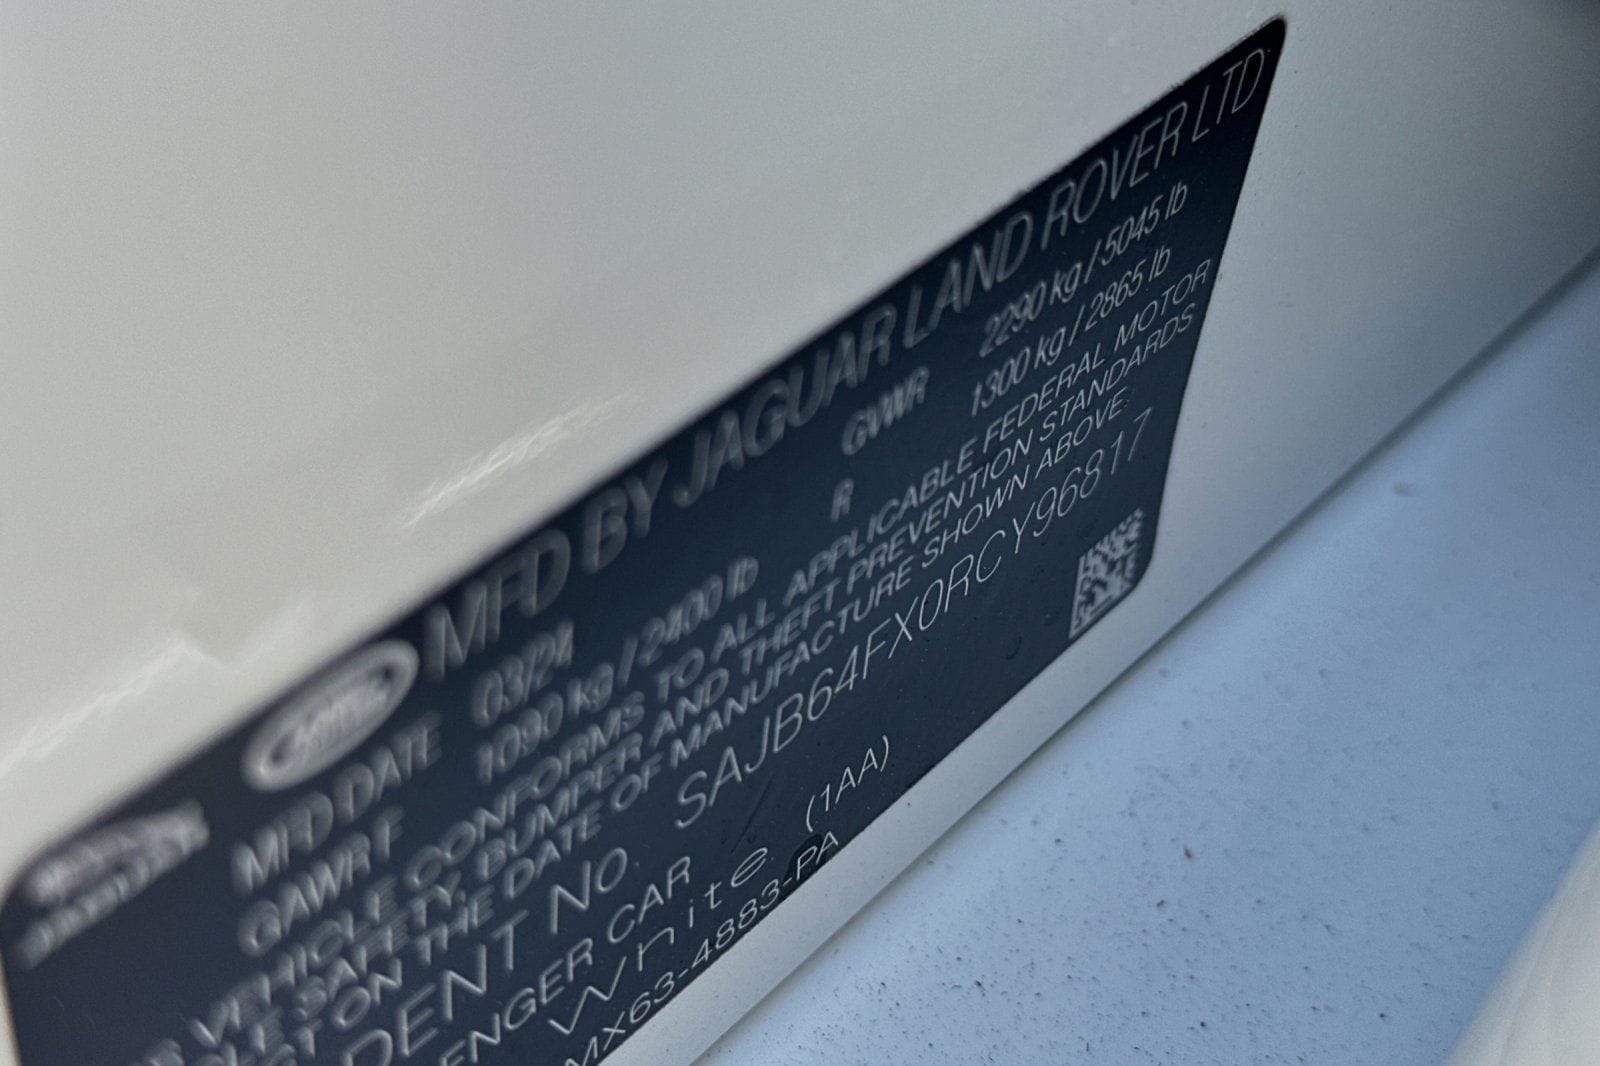 JAGUAR
MFD BY JAGUAR LAND ROVER LTD
MFD DATE 03/24 GVWR 2290 kg / 5045 lb
GAWR F 1090 kg / 2400 lb R 1300 kg / 2865 lb
VEHICLE CONFORMS TO ALL APPLICABLE FEDERAL MOTOR
SAFETY, BUMPER AND THEFT PREVENTION STANDARDS
ON THE DATE OF MANUFACTURE SHOWN ABOVE
IDENT NO. SAJB64FX0RCY96817
ENGER CAR
White (1AA)
MX63-4883-PA